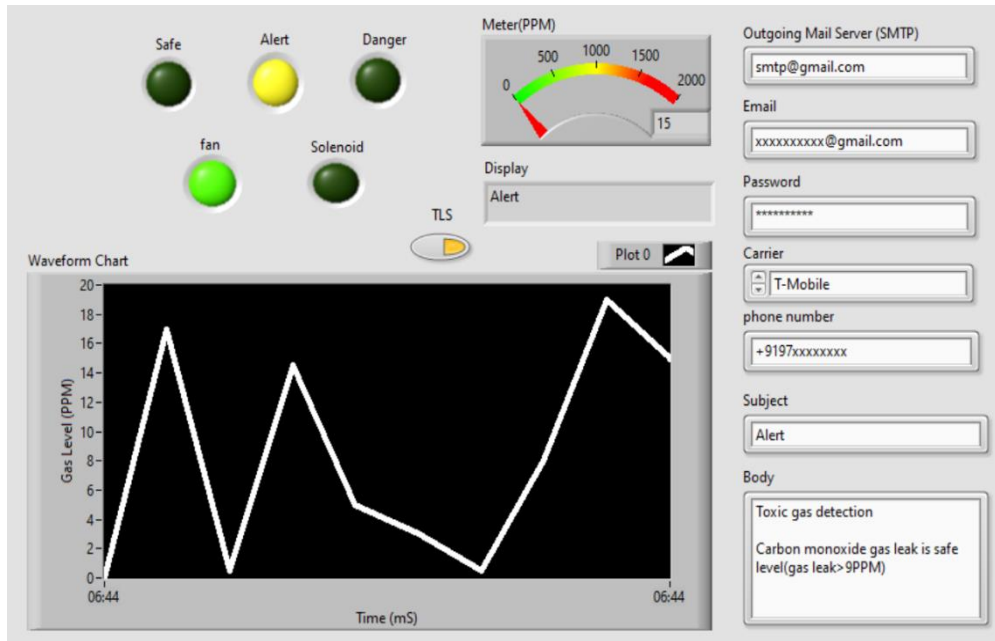 Safe
Alert
Danger
fan
Solenoid
TLS
Meter(PPM)
0
500
1000
1500
2000
15
Display
Alert
Plot 0
Waveform Chart
Gas Level (PPM)
20
18
16
14
12
10
8
6
4
2
0
06:44
06:44
Time (mS)
Outgoing Mail Server (SMTP)
smtp@gmail.com
Email
xxxxxxxxxx@gmail.com
Password
**********
Carrier
T-Mobile
phone number
+9197xxxxxxxx
Subject
Alert
Body
Toxic gas detection
Carbon monoxide gas leak is safe
level(gas leak>9PPM)